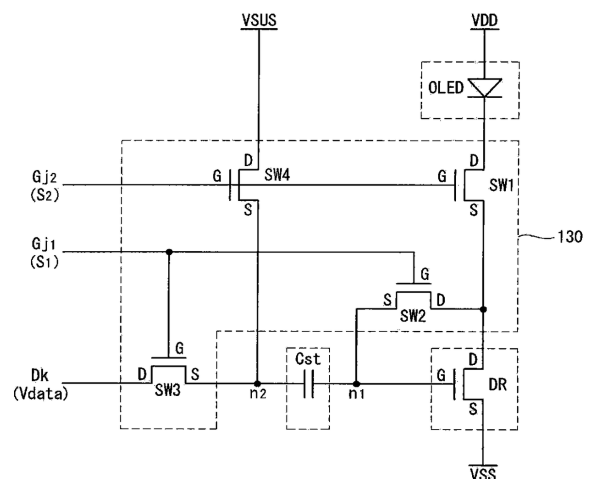 VSUS VDD
OLED
D D
Gj2 G SW4 G SW1
(S2) S S
Gj1
(S1) G 130
S D
SW2
G Cst D
Dk D S G DR
(Vdata) SW3 n2 n1 S
VSS